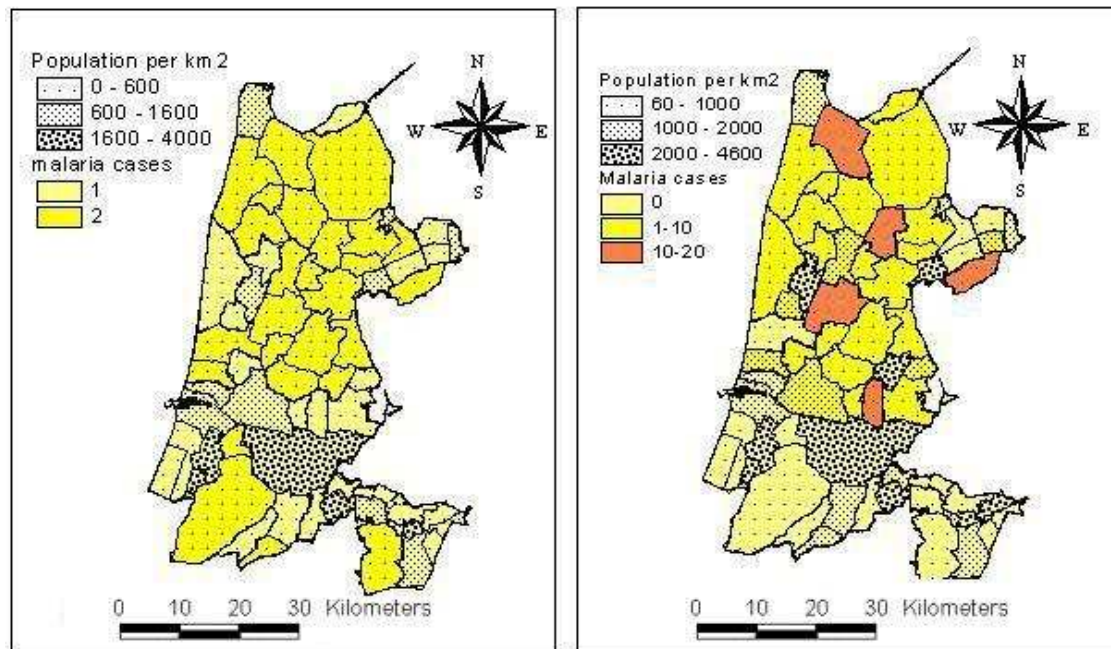 Population per km2
0 - 600
600 - 1600
1600 - 4000
malaria cases
1
2
N
W E
S
0 10 20 30 Kilometers
Population per km2
60 - 1000
1000 - 2000
2000 - 4600
Malaria cases
0
1-10
10-20
N
W E
S
0 10 20 30 Kilometers